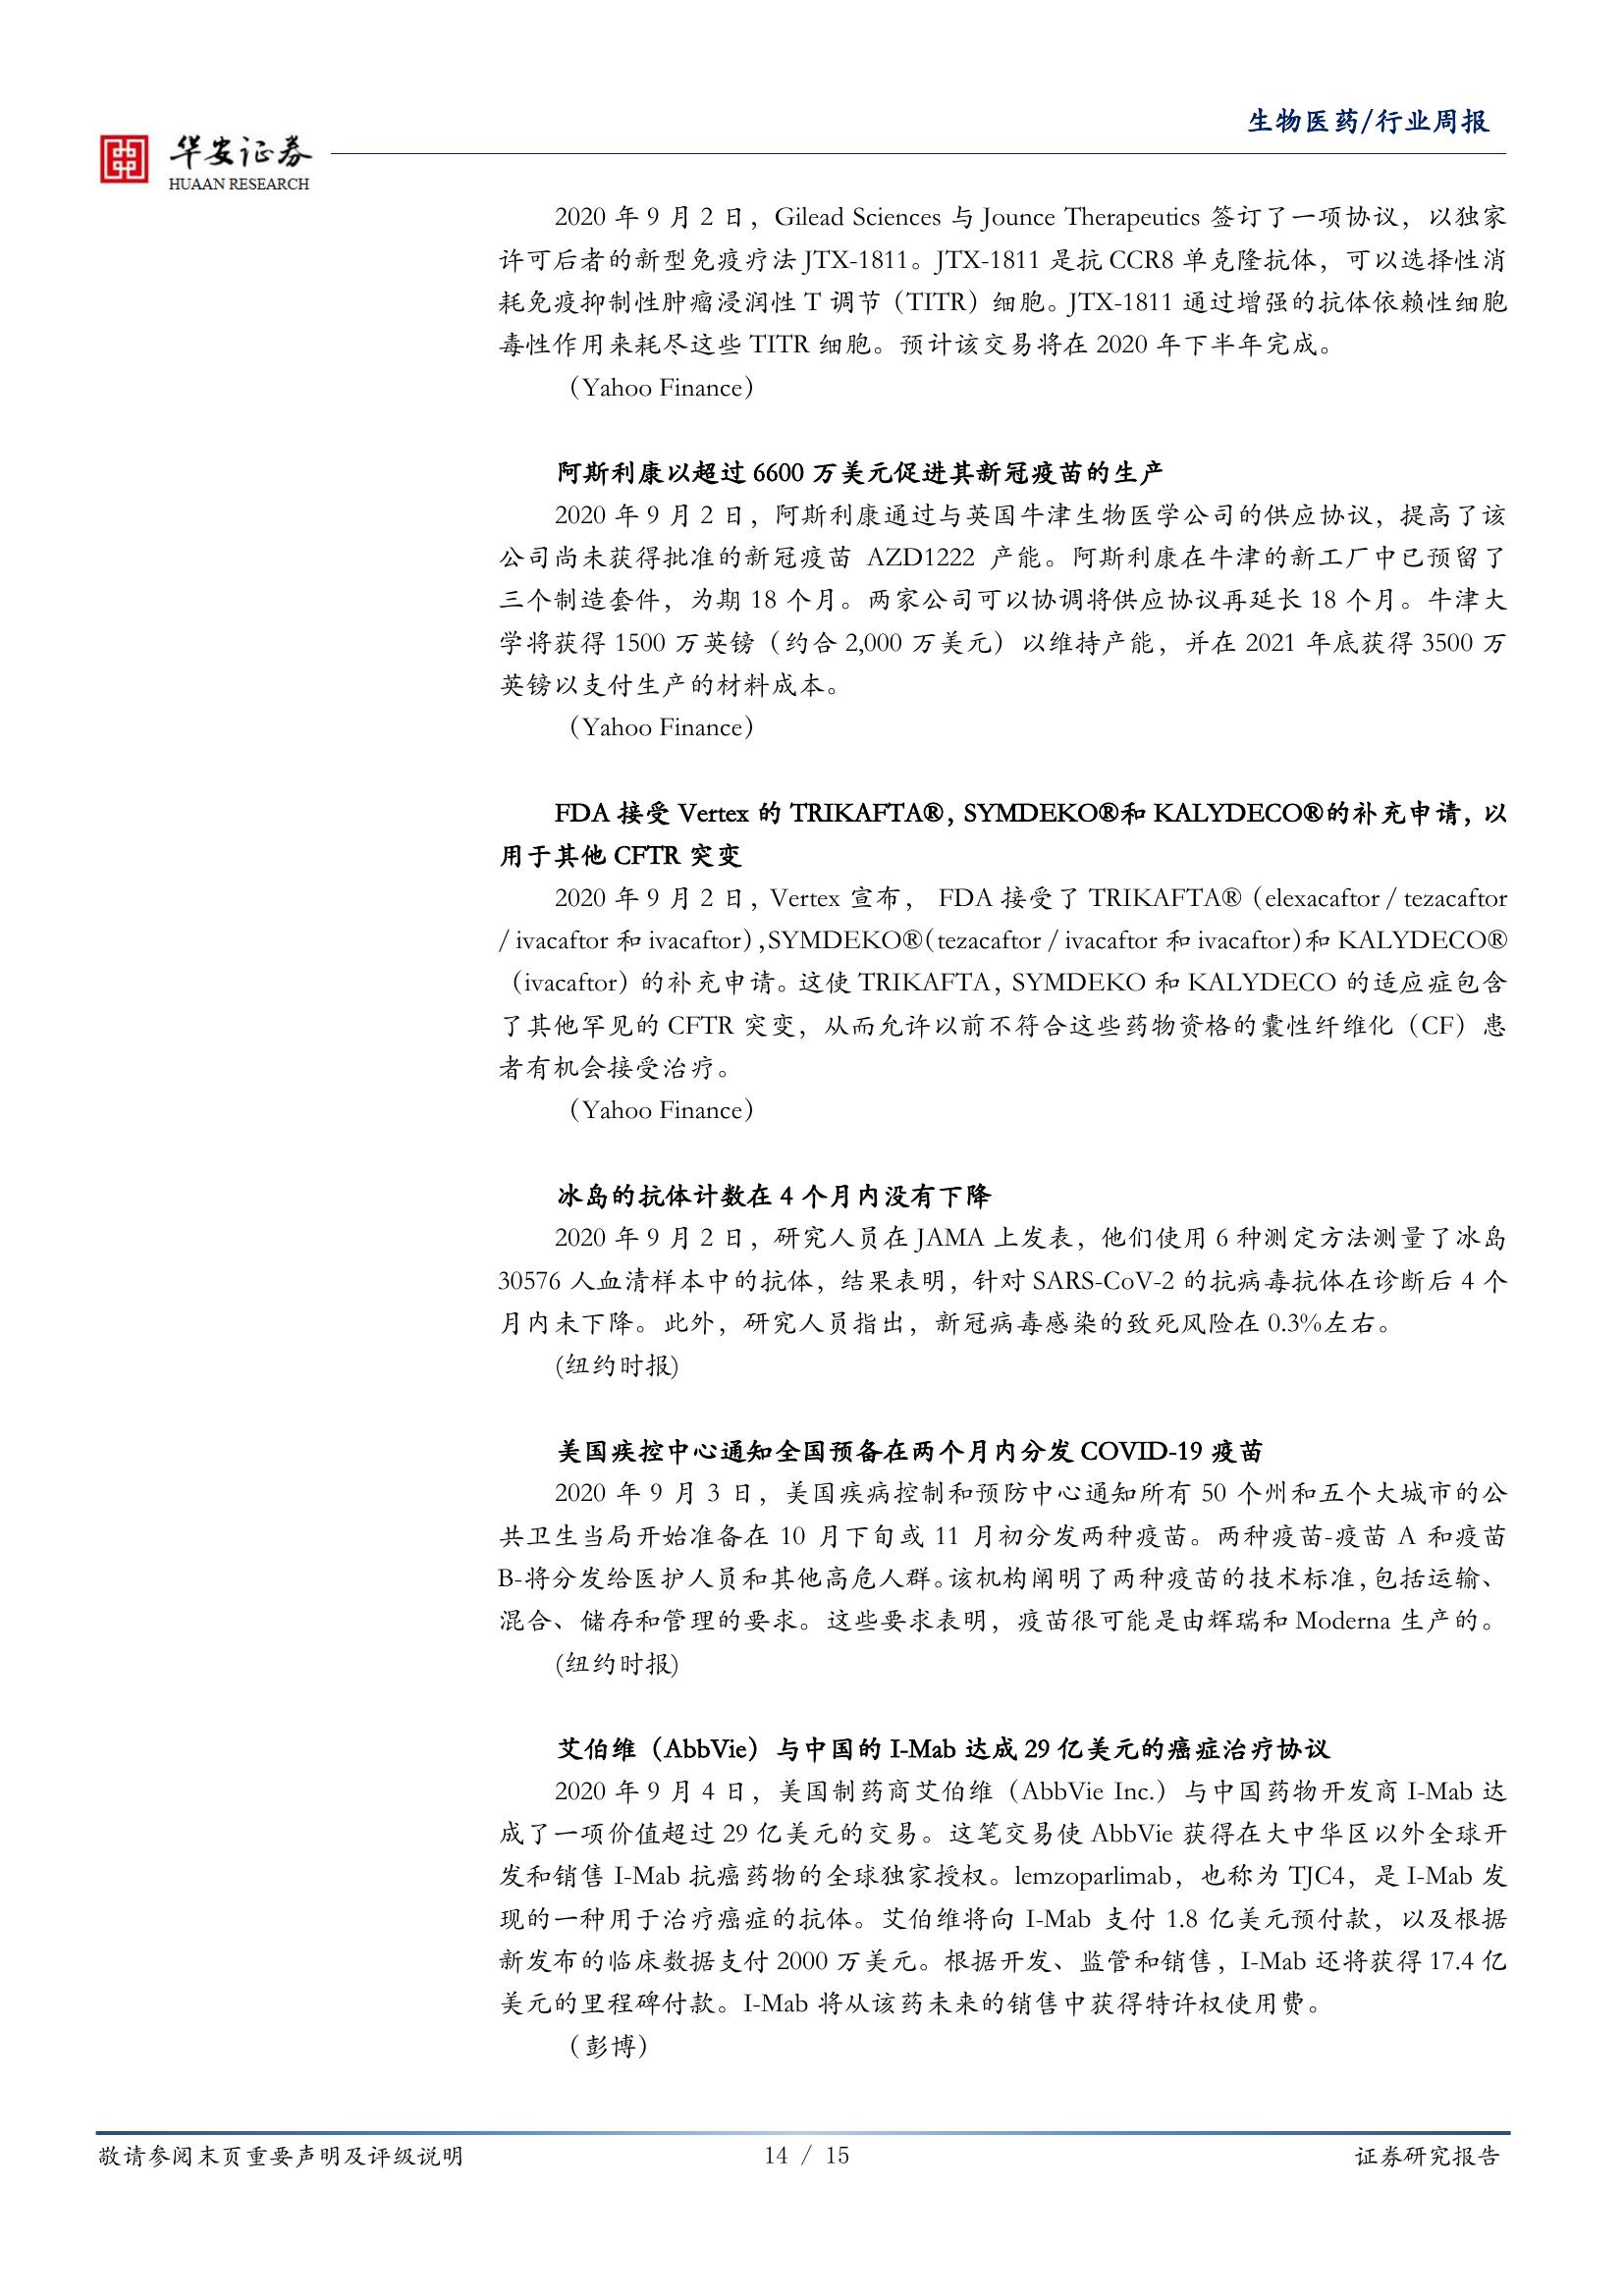 生物医药/行业周报
华安证券
HUAAN RESEARCH
2020 年 9 月 2 日，Gilead Sciences 与 Jounce Therapeutics 签订了一项协议，以独家
许可后者的新型免疫疗法 JTX-1811。JTX-1811 是抗 CCR8 单克隆抗体，可以选择性消
耗免疫抑制性肿瘤浸润性 T 调节（TITR）细胞。JTX-1811 通过增强的抗体依赖性细胞
毒性作用来耗尽这些 TITR 细胞。预计该交易将在 2020 年下半年完成。
（Yahoo Finance）
阿斯利康以超过 6600 万美元促进其新冠疫苗的生产
2020 年 9 月 2 日，阿斯利康通过与英国牛津生物医学公司的供应协议，提高了该
公司尚未获得批准的新冠疫苗 AZD1222 产能。阿斯利康在牛津的新工厂中已预留了
三个制造套件，为期 18 个月。两家公司可以协调将供应协议再延长 18 个月。牛津大
学将获得 1500 万英镑（约合 2,000 万美元）以维持产能，并在 2021 年底获得 3500 万
英镑以支付生产的材料成本。
（Yahoo Finance）
FDA 接受 Vertex 的 TRIKAFTA®，SYMDEKO®和 KALYDECO®的补充申请，以
用于其他 CFTR 突变
2020 年 9 月 2 日，Vertex 宣布， FDA 接受了 TRIKAFTA®（elexacaftor / tezacaftor
/ ivacaftor 和 ivacaftor），SYMDEKO®（tezacaftor / ivacaftor 和 ivacaftor）和 KALYDECO®
（ivacaftor）的补充申请。这使 TRIKAFTA，SYMDEKO 和 KALYDECO 的适应症包含
了其他罕见的 CFTR 突变，从而允许以前不符合这些药物资格的囊性纤维化（CF）患
者有机会接受治疗。
（Yahoo Finance）
冰岛的抗体计数在 4 个月内没有下降
2020 年 9 月 2 日，研究人员在 JAMA 上发表，他们使用 6 种测定方法测量了冰岛
30576 人血清样本中的抗体，结果表明，针对 SARS-CoV-2 的抗病毒抗体在诊断后 4 个
月内未下降。此外，研究人员指出，新冠病毒感染的致死风险在 0.3%左右。
(纽约时报)
美国疾控中心通知全国预备在两个月内分发 COVID-19 疫苗
2020 年 9 月 3 日，美国疾病控制和预防中心通知所有 50 个州和五个大城市的公
共卫生当局开始准备在 10 月下旬或 11 月初分发两种疫苗。两种疫苗-疫苗 A 和疫苗
B-将分发给医护人员和其他高危人群。该机构阐明了两种疫苗的技术标准，包括运输、
混合、储存和管理的要求。这些要求表明，疫苗很可能是由辉瑞和 Moderna 生产的。
(纽约时报)
艾伯维（AbbVie）与中国的 I-Mab 达成 29 亿美元的癌症治疗协议
2020 年 9 月 4 日，美国制药商艾伯维（AbbVie Inc.）与中国药物开发商 I-Mab 达
成了一项价值超过 29 亿美元的交易。这笔交易使 AbbVie 获得在大中华区以外全球开
发和销售 I-Mab 抗癌药物的全球独家授权。lemzoparlimab，也称为 TJC4，是 I-Mab 发
现的一种用于治疗癌症的抗体。艾伯维将向 I-Mab 支付 1.8 亿美元预付款，以及根据
新发布的临床数据支付 2000 万美元。根据开发、监管和销售，I-Mab 还将获得 17.4 亿
美元的里程碑付款。I-Mab 将从该药未来的销售中获得特许权使用费。
（彭博）
敬请参阅末页重要声明及评级说明
14 / 15
证券研究报告